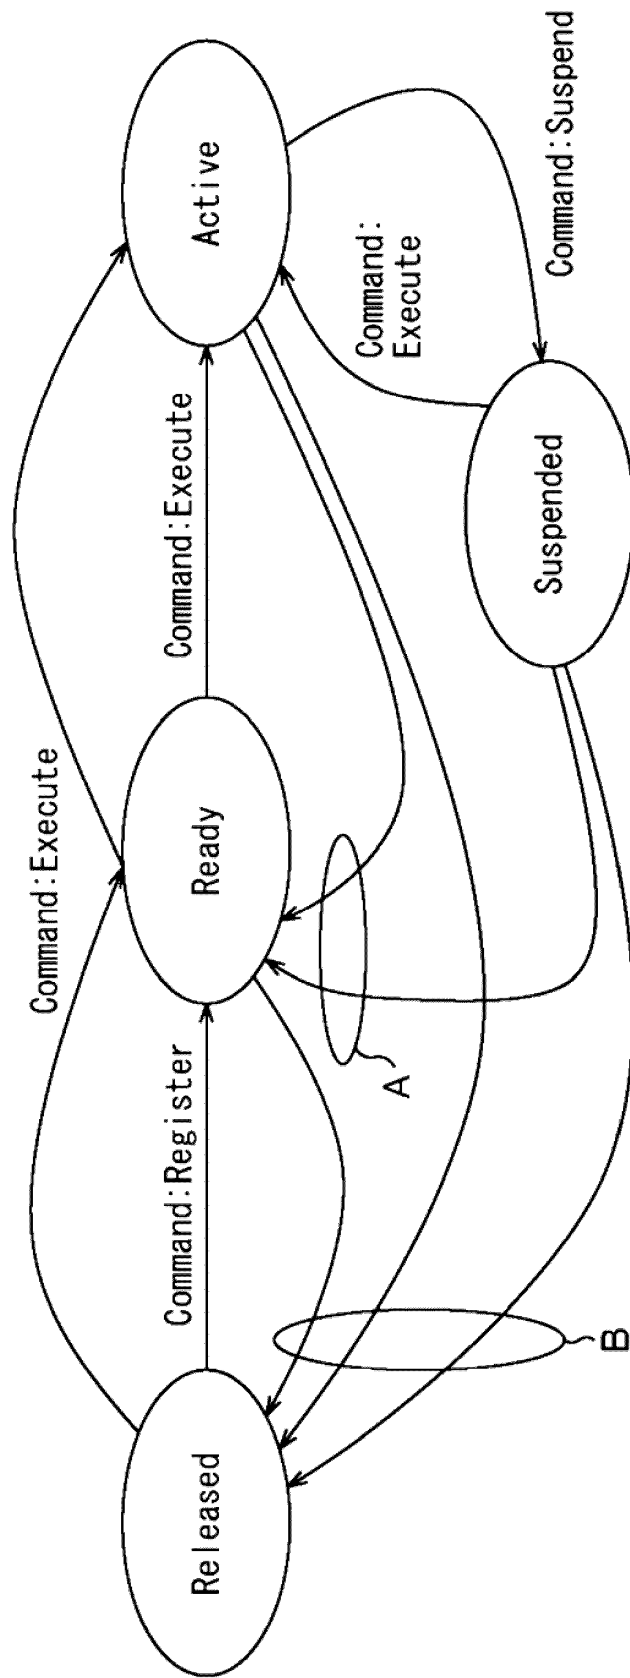 Command:Execute
Command:Register
Command:Execute
Released
Ready
Active
A
Command:
Execute
B
Suspended
Command:Suspend